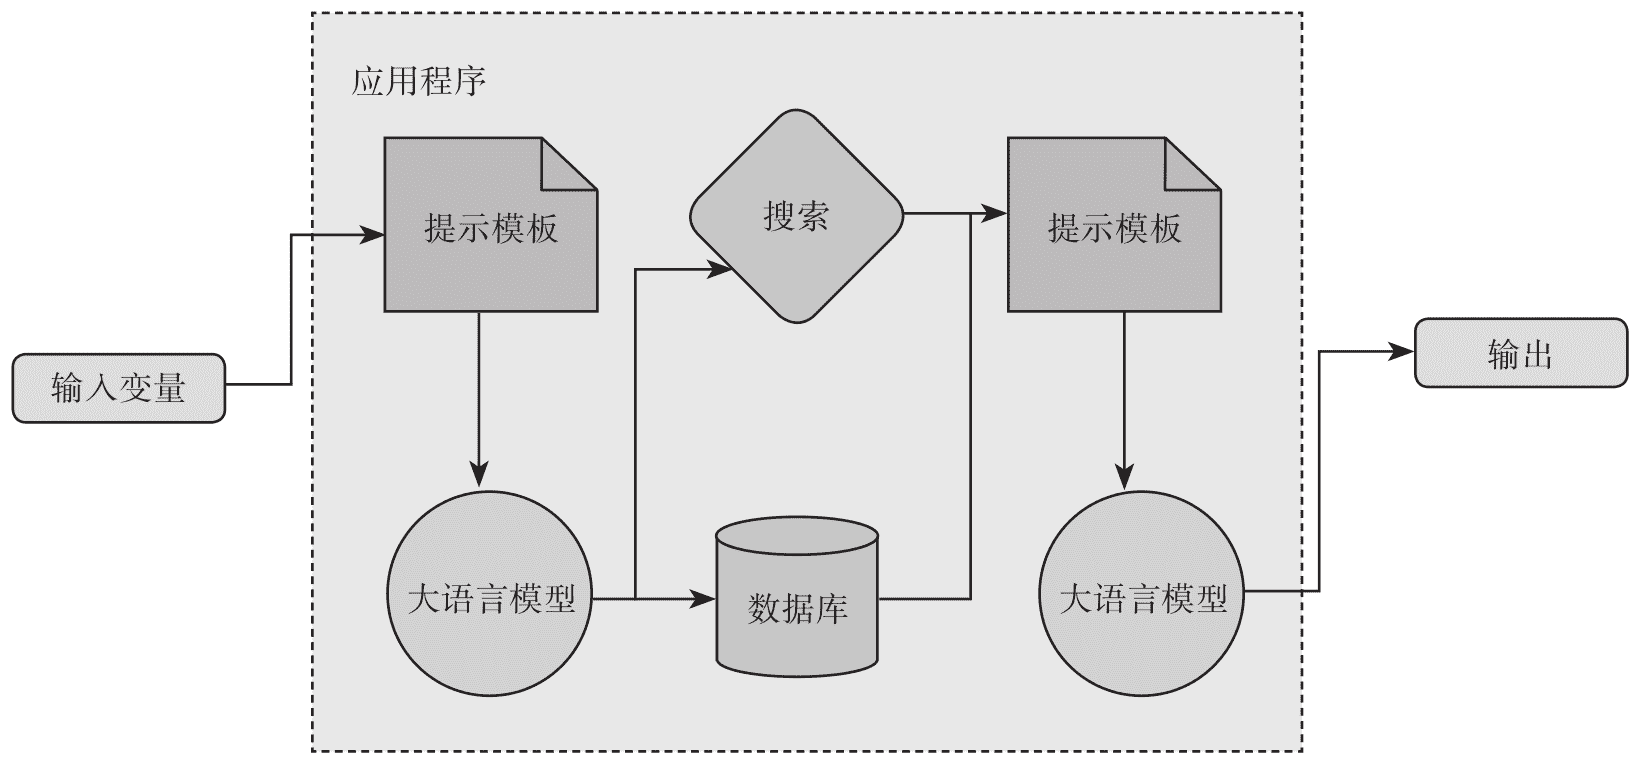 应用程序
提示模板
搜索
提示模板
输入变量
输出
大语言模型
数据库
大语言模型